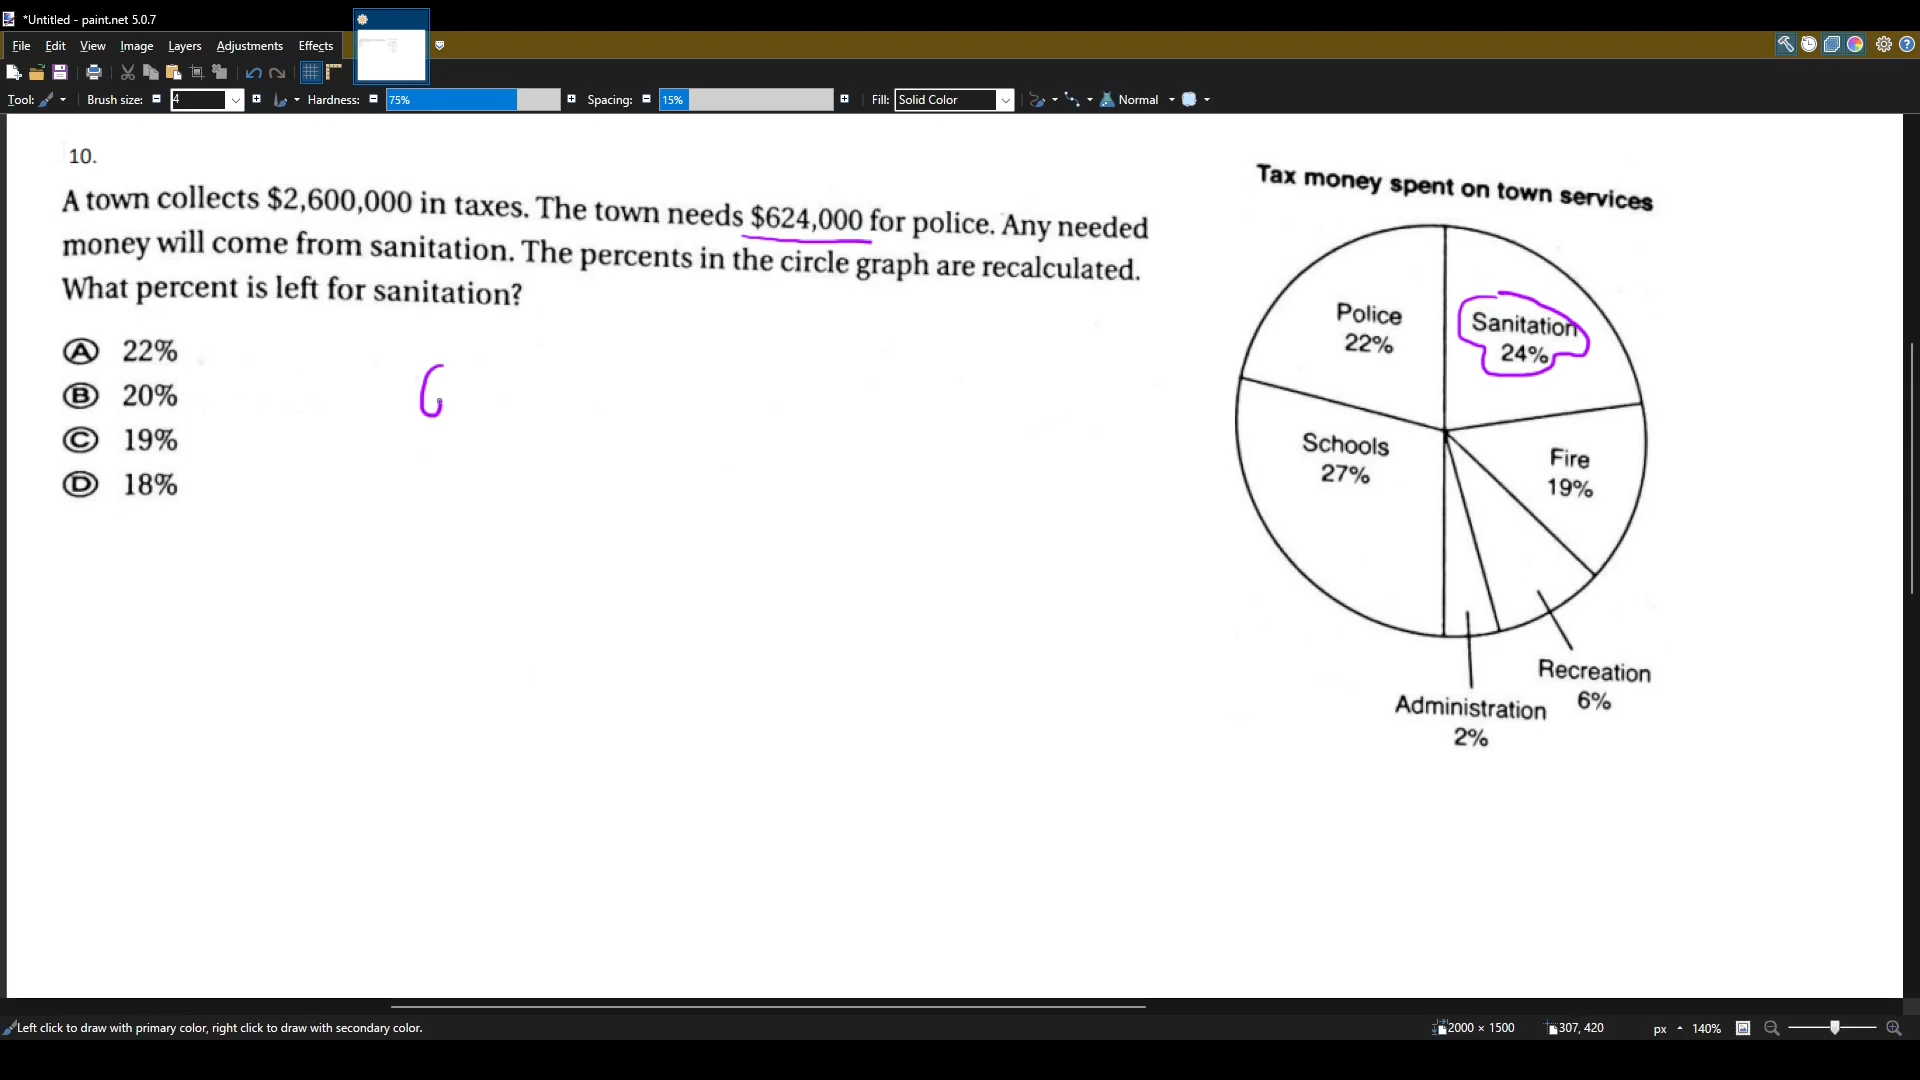 *Untitled - paint.net 5.0.7
File Edit View Image Layers Adjustments Effects
Tool: Brush size: 4 Hardness: 75% Spacing: 15% Fill: Solid Color Normal
10.
A town collects $2,600,000 in taxes. The town needs $624,000 for police. Any needed
money will come from sanitation. The percents in the circle graph are recalculated.
What percent is left for sanitation?
A 22%
B 20%
C 19%
D 18%
6
Tax money spent on town services
Police
22%
Sanitation
24%
Schools
27%
Fire
19%
Recreation
6%
Administration
2%
Left click to draw with primary color, right click to draw with secondary color.
2000 × 1500 307, 420 px 140%